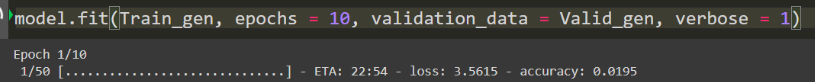 model.fit(Train_gen, epochs = 10, validation_data = Valid_gen, verbose = 1)
Epoch 1/10
1/50 [..............................] - ETA: 22:54 - loss: 3.5615 - accuracy: 0.0195